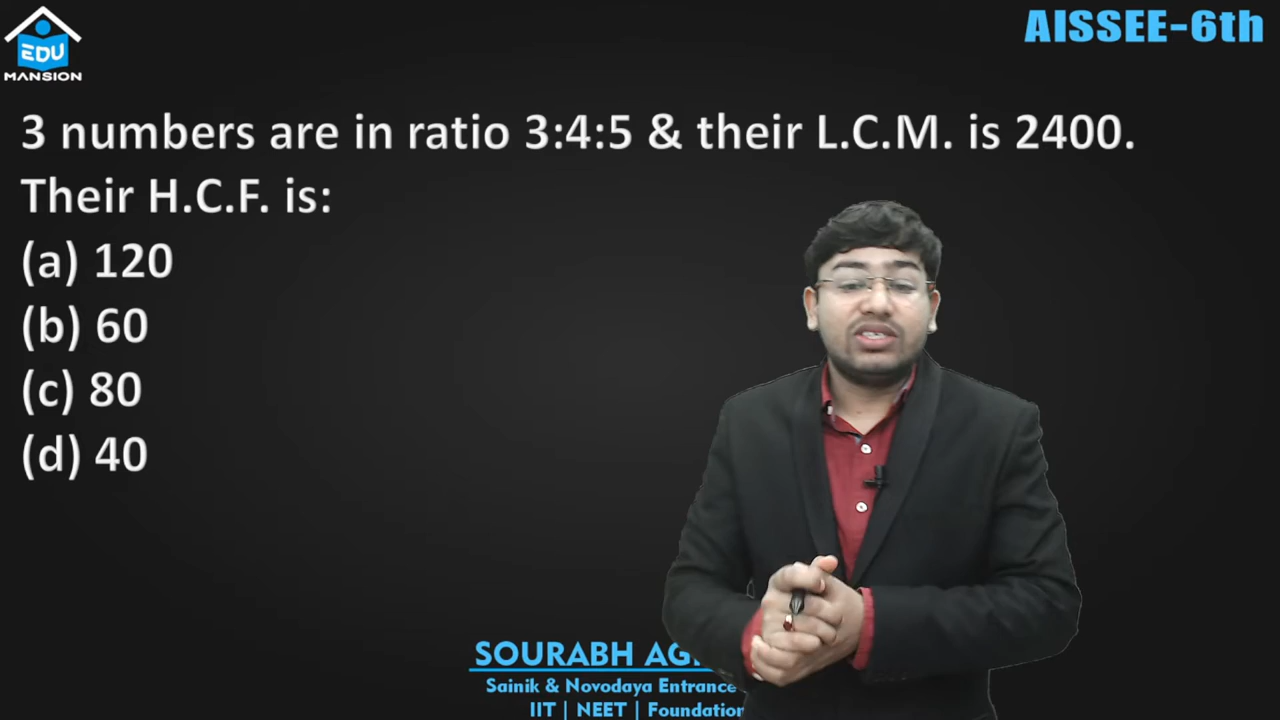 EDU
MANSION
AISSEE-6th
3 numbers are in ratio 3:4:5 & their L.C.M. is 2400.
Their H.C.F. is:
(a) 120
(b) 60
(c) 80
(d) 40
SOURABH
Sainik & Novodaya Entrance
IIT | NEET | Foundation